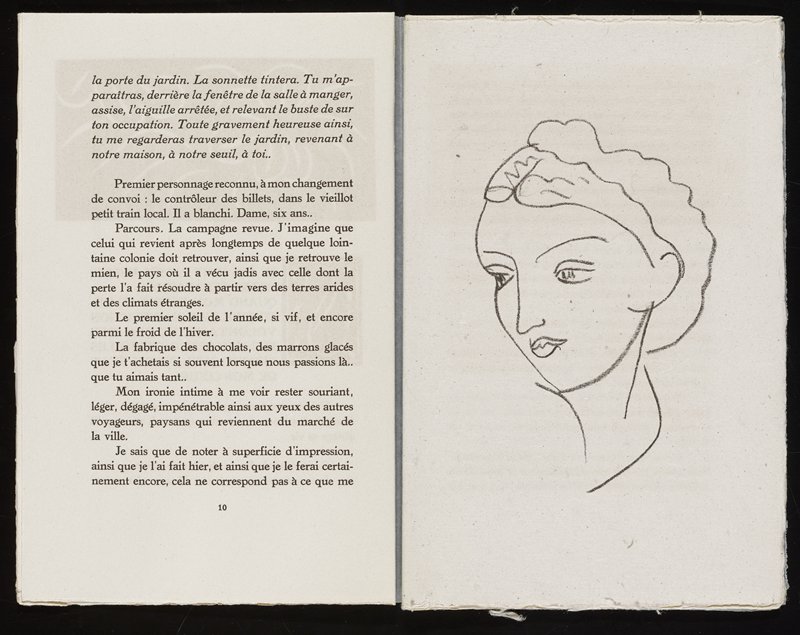 la porte du jardin. La sonnette tintera. Tu m'ap-
paraîtras, derrière la fenêtre de la salle à manger,
assise, l'aiguille arrêtée, et relevant le buste de sur
ton occupation. Toute gravement heureuse ainsi,
tu me regarderas traverser le jardin, revenant à
notre maison, à notre seuil, à toi..
Premier personnage reconnu, à mon changement
de convoi : le contrôleur des billets, dans le vieillot
petit train local. Il a blanchi. Dame, six ans..
Parcours. La campagne revue. J'imagine que
celui qui revient après longtemps de quelque loin-
taine colonie doit retrouver, ainsi que je retrouve le
mien, le pays où il a vécu jadis avec celle dont la
perte l'a fait résoudre à partir vers des terres arides
et des climats étranges.
Le premier soleil de l'année, si vif, et encore
parmi le froid de l'hiver.
La fabrique des chocolats, des marrons glacés
que je t'achetais si souvent lorsque nous passions là..
que tu aimais tant..
Mon ironie intime à me voir rester souriant,
léger, dégagé, impénétrable ainsi aux yeux des autres
voyageurs, paysans qui reviennent du marché de
la ville.
Je sais que de noter à superficie d'impression,
ainsi que je l'ai fait hier, et ainsi que je le ferai certai-
nement encore, cela ne correspond pas à ce que me
10